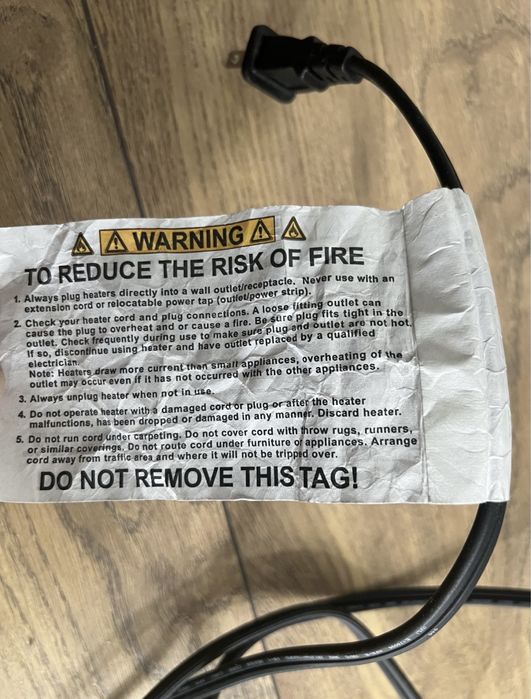 WARNING
TO REDUCE THE RISK OF FIRE
1. Always plug heaters directly into a wall outlet/receptacle. Never use with an
extension cord or relocatable power tap (outlet/power strip).
2. Check your heater cord and plug connections. A loose fitting outlet can
cause the plug to overheat and or cause a fire. Be sure plug fits tight in the
outlet. Check frequently during use to make sure plug and outlet are not hot.
If so, discontinue using heater and have outlet replaced by a qualified
electrician.
Note: Heaters draw more current than small appliances, overheating of the
outlet may occur even if it has not occurred with the other appliances.
3. Always unplug heater when not in use.
4. Do not operate heater with a damaged cord or plug or after the heater
malfunctions, has been dropped or damaged in any manner. Discard heater.
5. Do not run cord under carpeting. Do not cover cord with throw rugs, runners,
or similar coverings. Do not route cord under furniture or appliances. Arrange
cord away from traffic area and where it will not be tripped over.
DO NOT REMOVE THIS TAG!